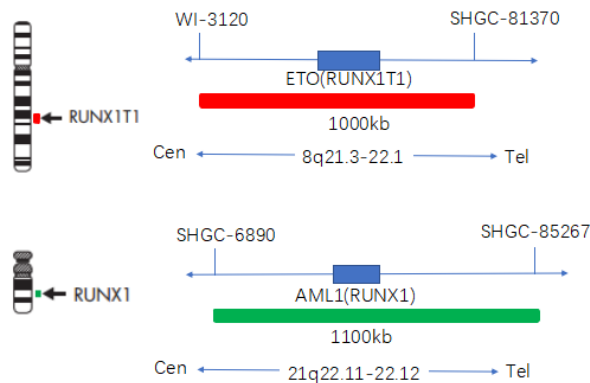 WI-3120 SHGC-81370
RUNX1T1
ETO(RUNX1T1)
1000kb
Cen 8q21.3-22.1 Tel
SHGC-6890 SHGC-85267
RUNX1
AML1(RUNX1)
1100kb
Cen 21q22.11-22.12 Tel